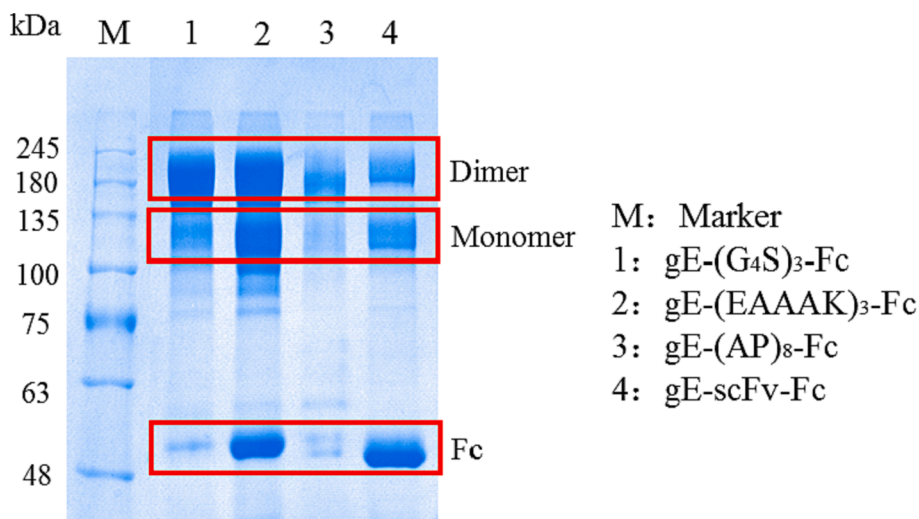 kDa M 1 2 3 4
245
180
135
100
75
63
48
Dimer
Monomer
Fc
M: Marker
1: gE-(G₄S)₃-Fc
2: gE-(EAAAK)₃-Fc
3: gE-(AP)₈-Fc
4: gE-scFv-Fc